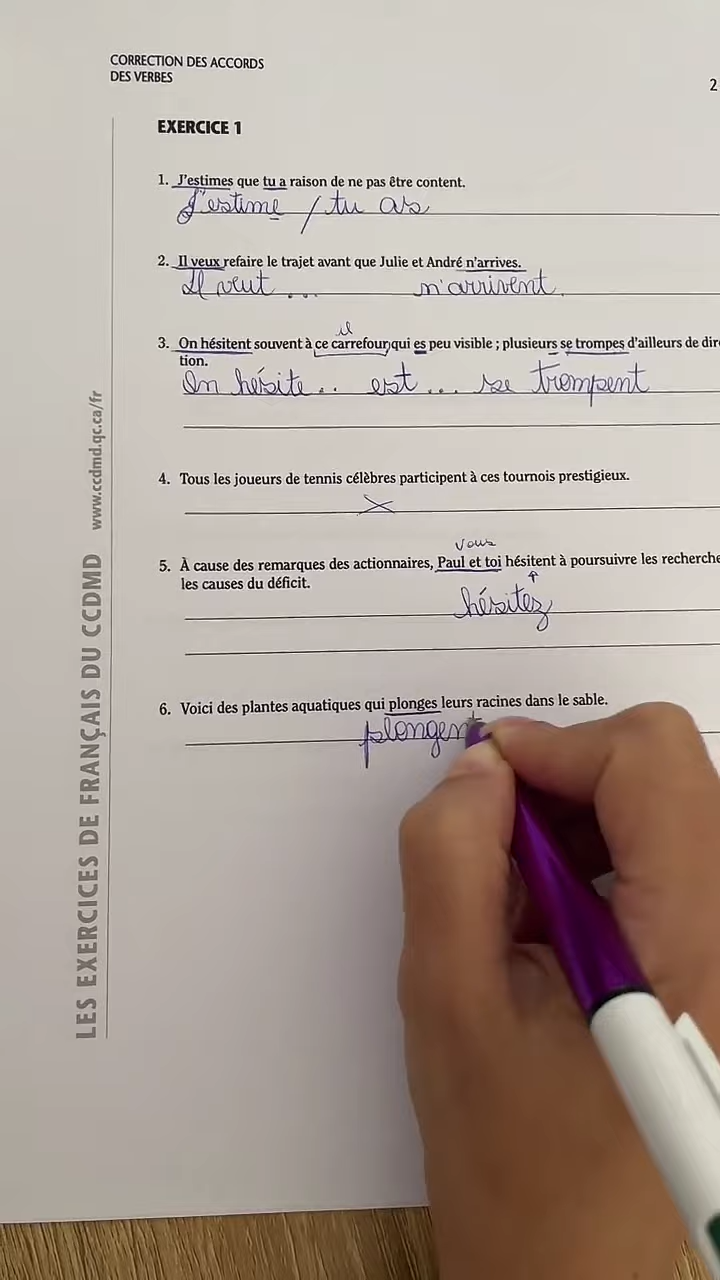 CORRECTION DES ACCORDS
DES VERBES
2
EXERCICE 1
1. J'estimes que tu a raison de ne pas être content.
J'estime / tu as
2. Il veux refaire le trajet avant que Julie et André n'arrives.
Il veut ... n'arrivent.
il
3. On hésitent souvent à ce carrefour qui es peu visible ; plusieurs se trompes d'ailleurs de dir
tion.
On hésite .. est ... se trompent
4. Tous les joueurs de tennis célèbres participent à ces tournois prestigieux.
vous
5. À cause des remarques des actionnaires, Paul et toi hésitent à poursuivre les recherche
les causes du déficit.
hésitez
6. Voici des plantes aquatiques qui plonges leurs racines dans le sable.
plongent
LES EXERCICES DE FRANÇAIS DU CCDMD www.ccdmd.qc.ca/fr